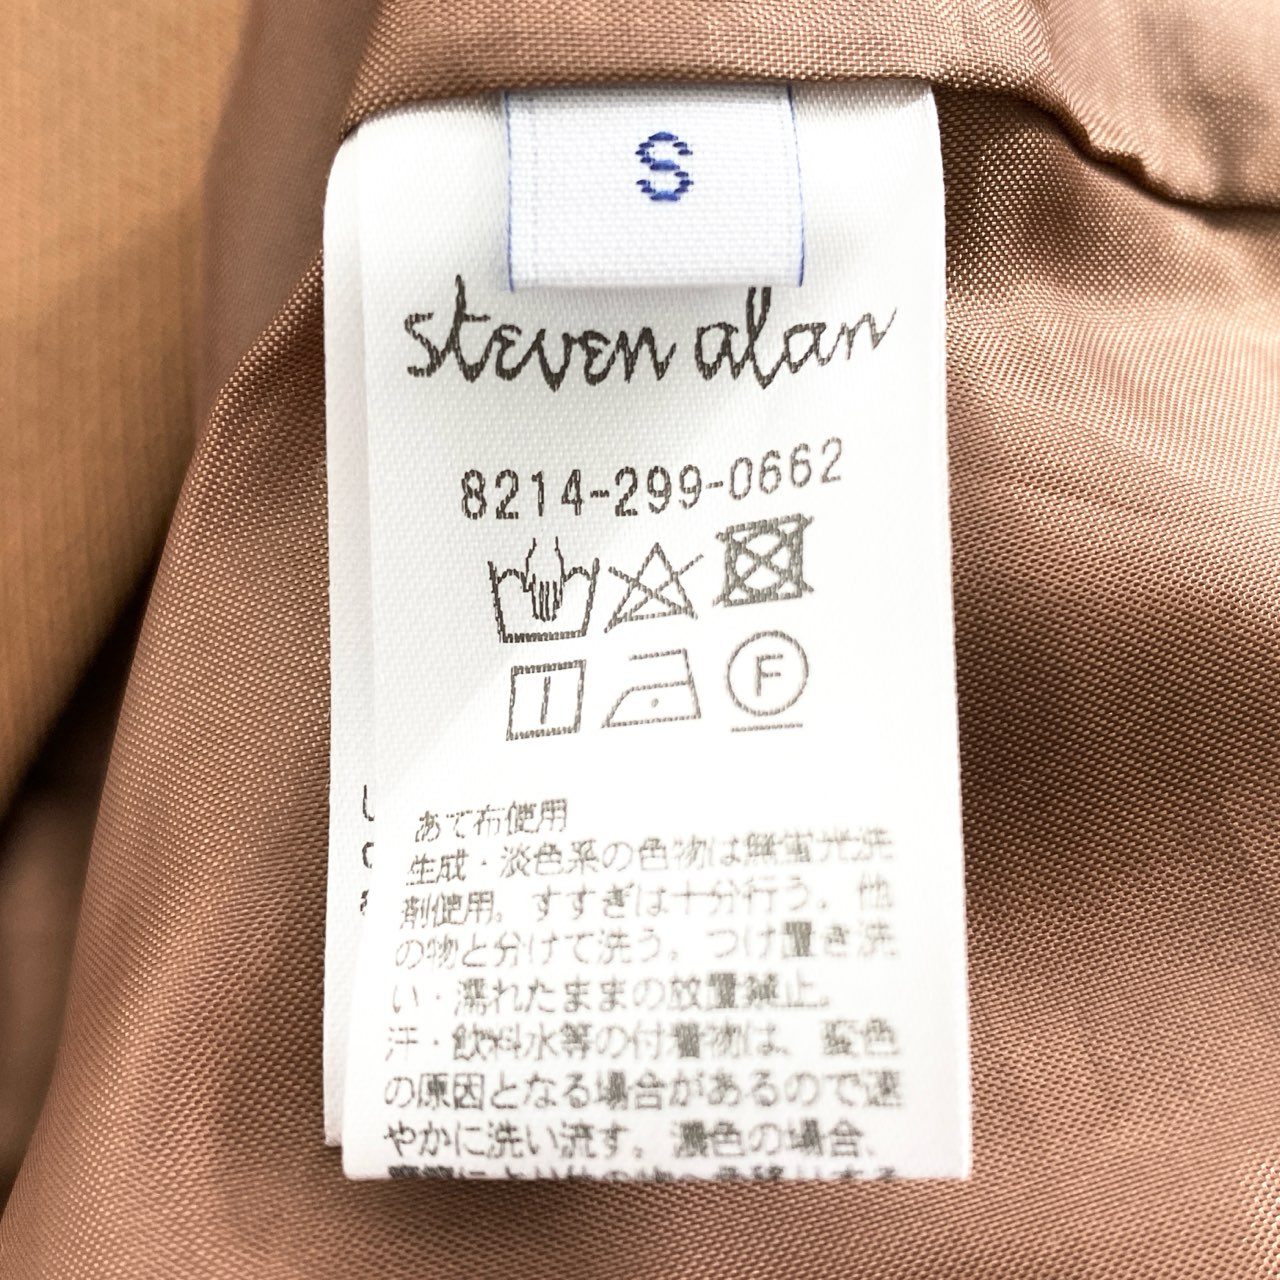 S
steven alan
8214-299-0662
F
あて布使用
生成・淡色系の色物は無蛍光洗
剤使用。すすぎは十分行う。他
の物と分けて洗う。つけ置き洗
い・濡れたままの放置禁止。
汗・飲料水等の付着物は、変色
の原因となる場合があるので速
やかに洗い流す。濃色の場合、